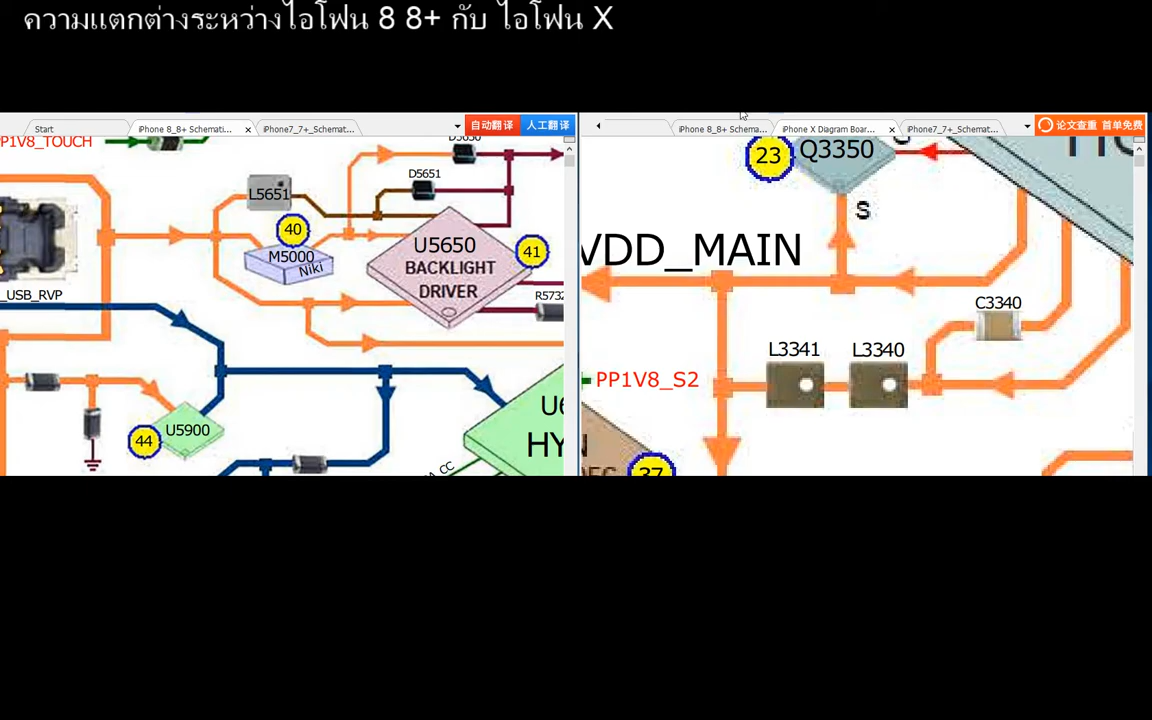 ความแตกต่างระหว่างไอโฟน 8 8+ กับ ไอโฟน X
Start
iPhone 8_8+ Schemati...
iPhone7_7+_Schemat...
自动翻译
人工翻译
PP1V8_TOUCH
D5651
L5651
40
M5000
Niki
U5650
BACKLIGHT
DRIVER
41
_USB_RVP
R5732
U5900
44
HY
iPhone 8_8+ Schema...
iPhone X Diagram Boar...
iPhone7_7+_Schemat...
论文查重 首单免费
23
Q3350
S
VDD_MAIN
C3340
L3341
L3340
PP1V8_S2
37